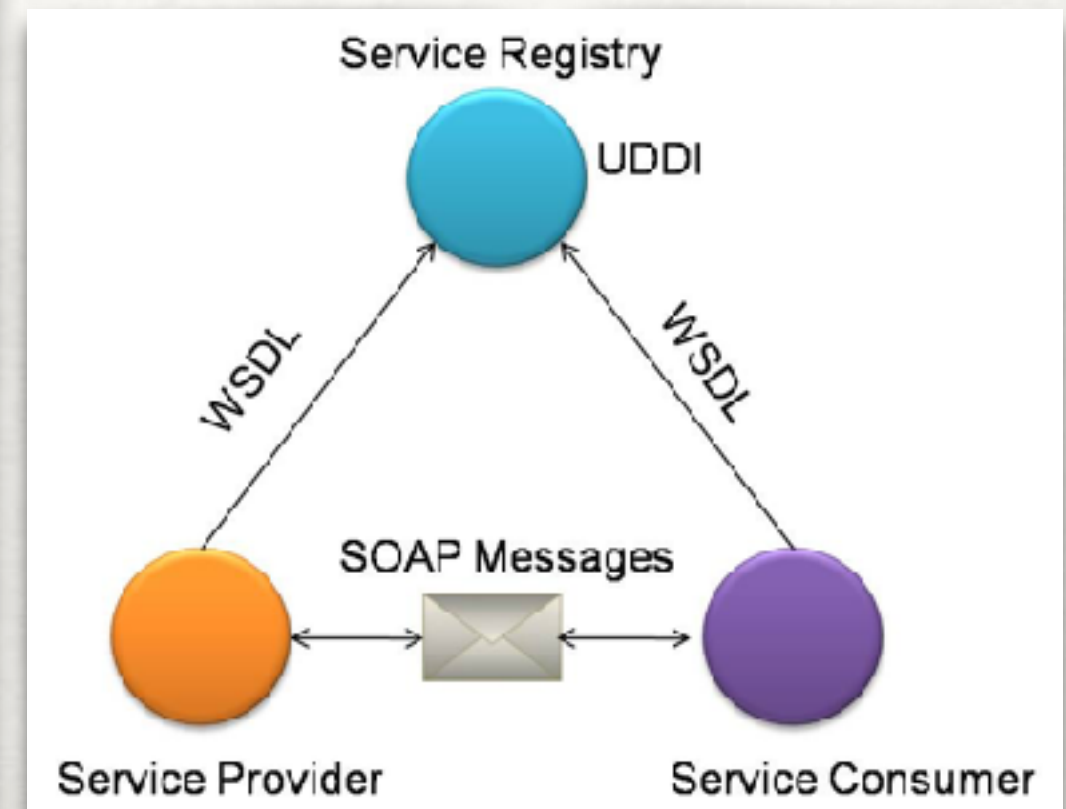 Service Registry
UDDI
WSDL
WSDL
SOAP Messages
Service Provider
Service Consumer